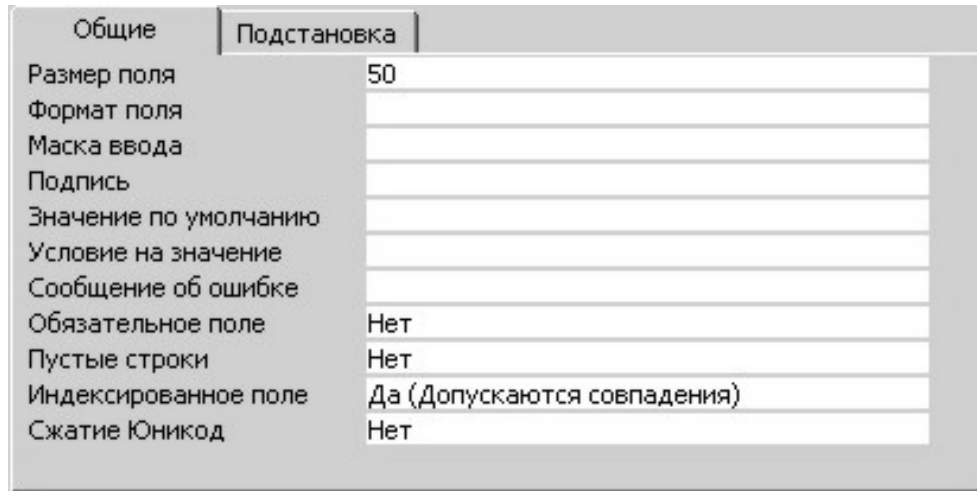 Общие Подстановка
Размер поля 50
Формат поля
Маска ввода
Подпись
Значение по умолчанию
Условие на значение
Сообщение об ошибке
Обязательное поле Нет
Пустые строки Нет
Индексированное поле Да (Допускаются совпадения)
Сжатие Юникод Нет